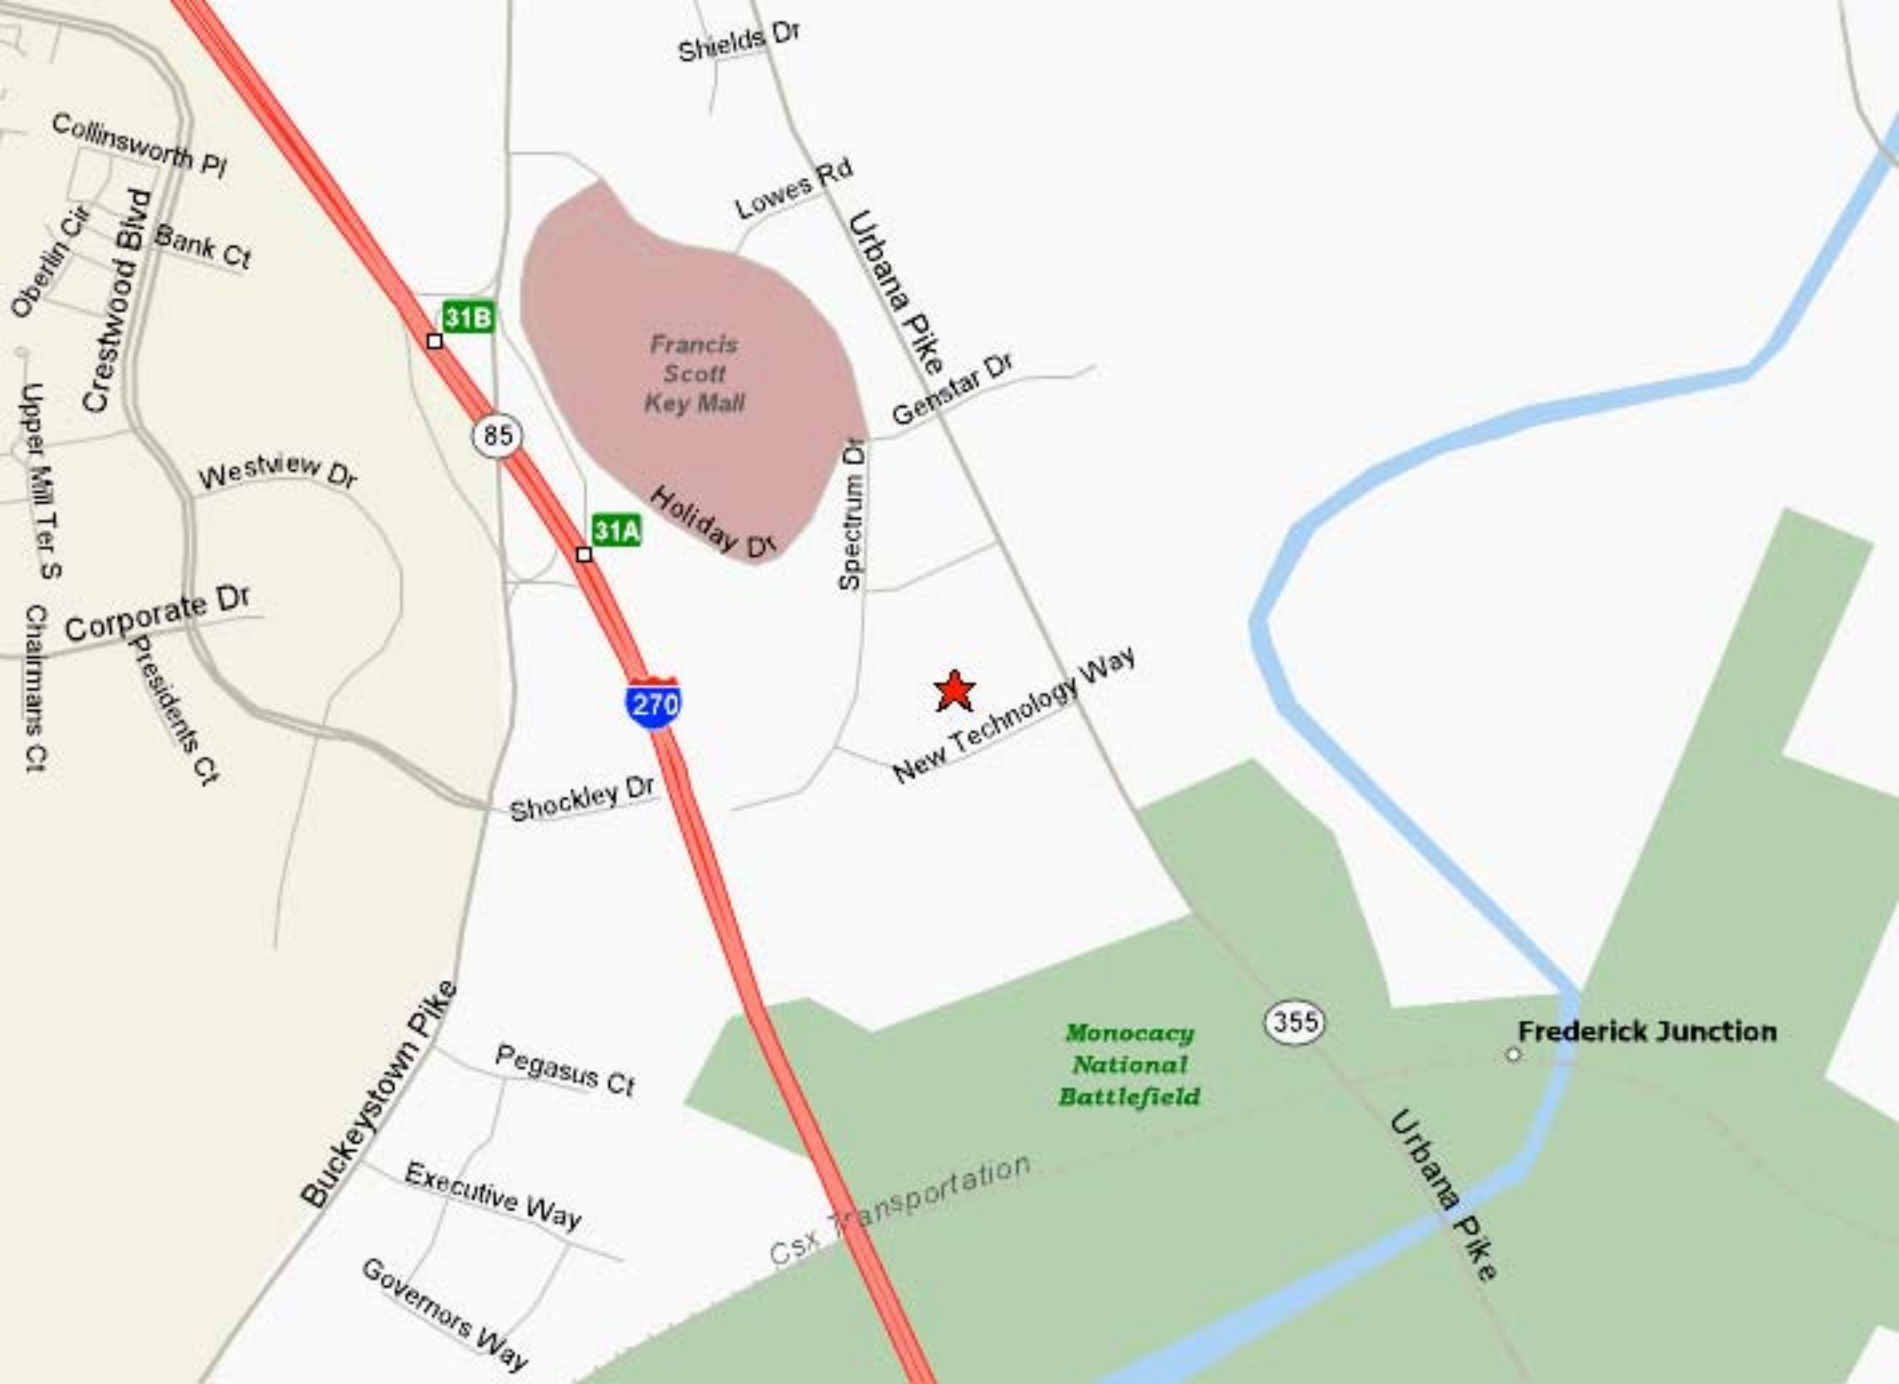 Shields Dr
Collinsworth Pl
Lowes Rd
Crestwood Blvd
Oberlin Cir
Bank Ct
Urbana Pike
31B
Francis
Scott
Key Mall
Genstar Dr
Upper Mill Ter S
85
Westview Dr
Spectrum Dr
Holiday Dr
31A
Corporate Dr
Chairmans Ct
Presidents Ct
270
New Technology Way
Shockley Dr
Buckeystown Pike
355
Monocacy
National
Battlefield
Frederick Junction
Pegasus Ct
Urbana Pike
Executive Way
Csx Transportation
Governors Way